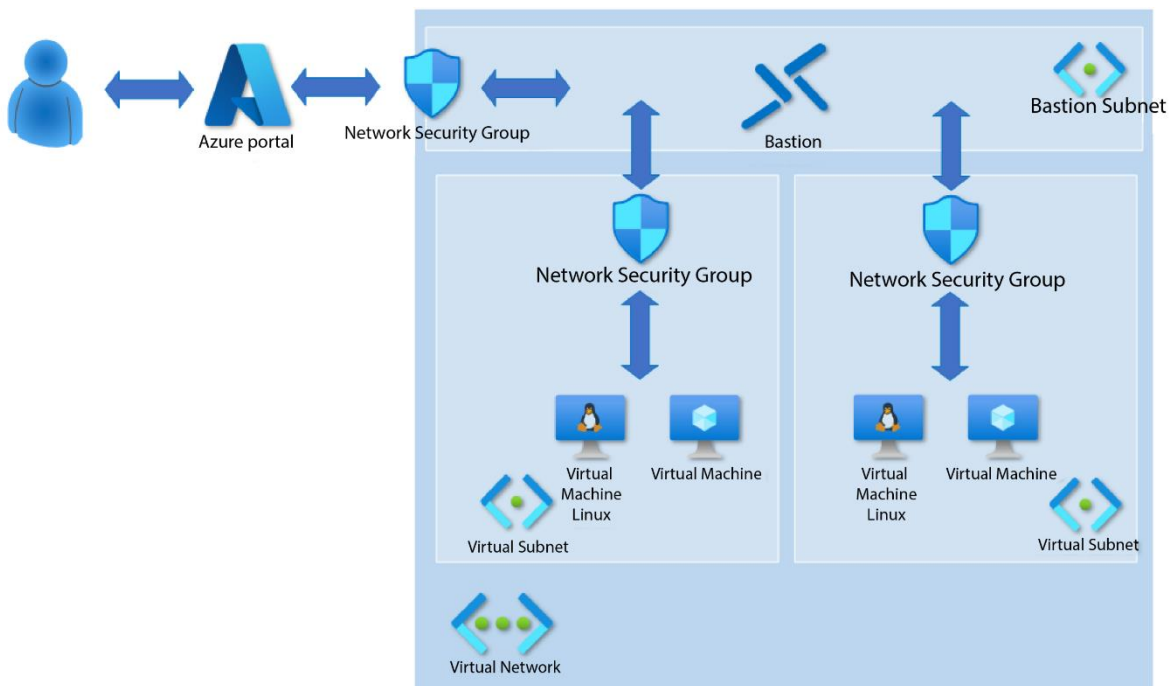 Azure portal
Network Security Group
Bastion
Bastion Subnet
Network Security Group
Network Security Group
Virtual
Machine
Linux
Virtual Machine
Virtual
Machine
Linux
Virtual Machine
Virtual Subnet
Virtual Subnet
Virtual Network